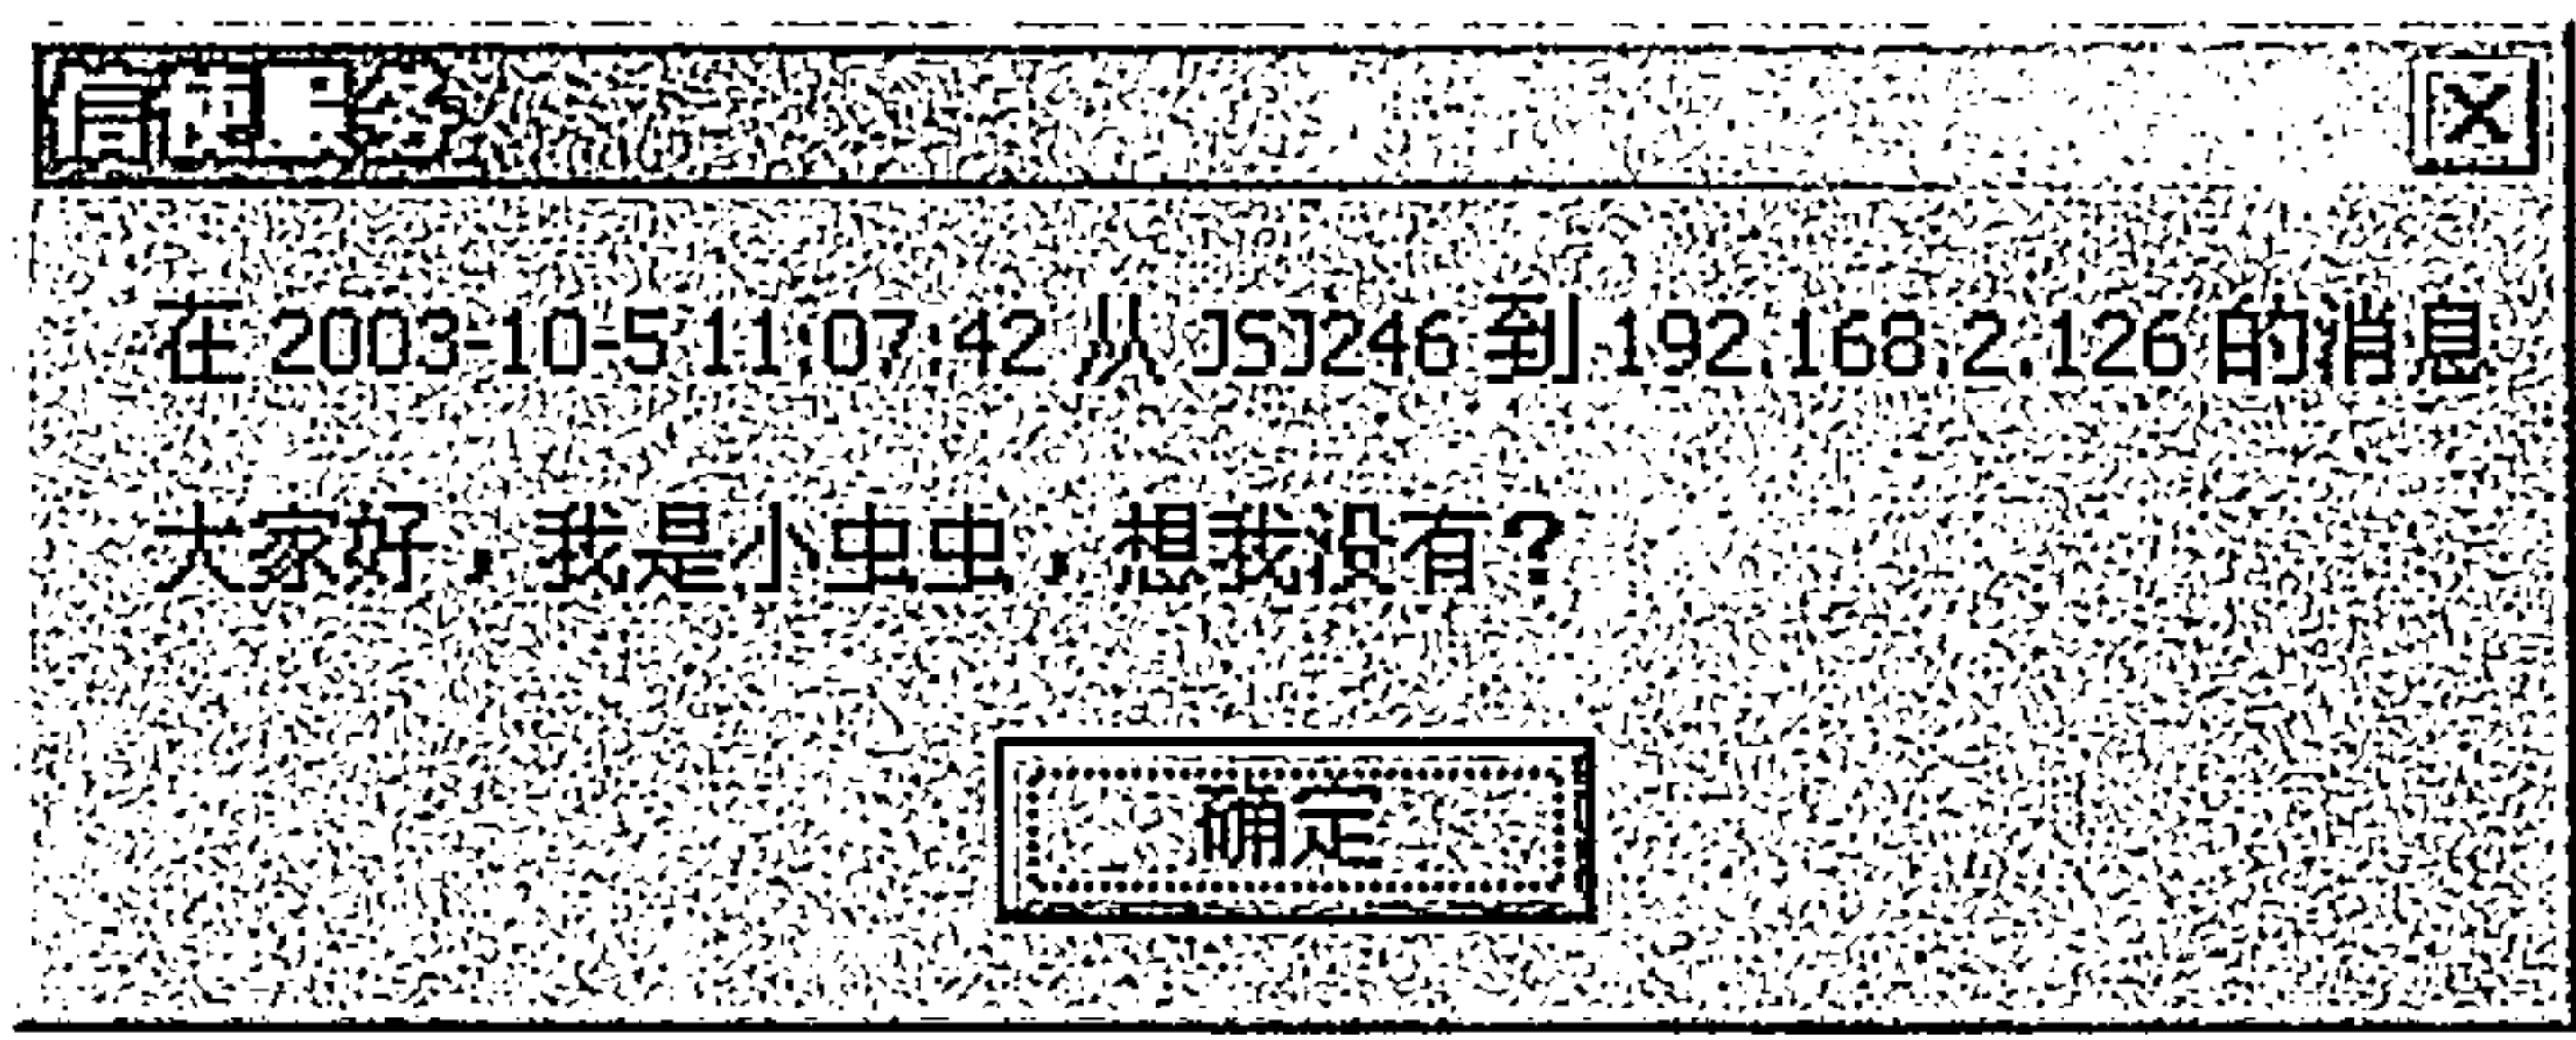 信使服务
在 2003-10-5 11:07:42 从 JSJ246 到 192.168.2.126 的消息
大家好，我是小虫虫，想我没有？
确定